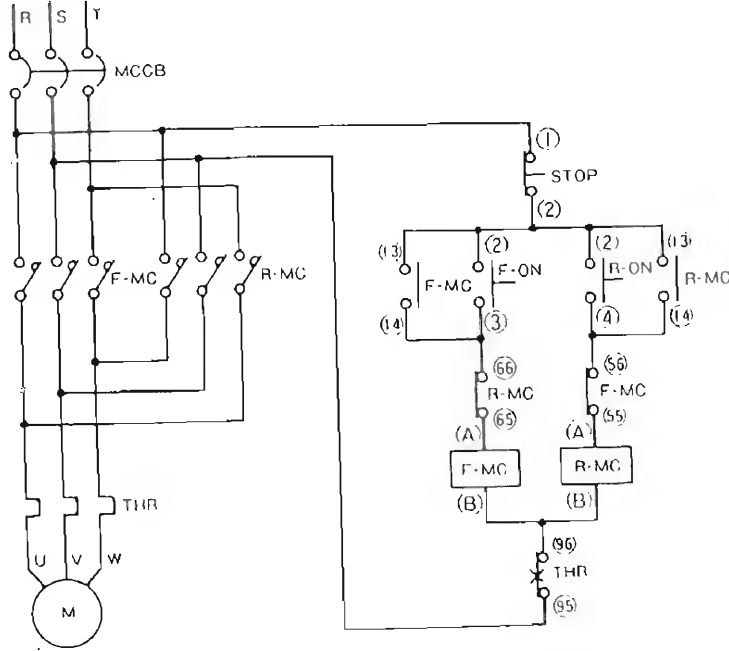 R S T
MCCB
(1)
STOP
(2)
(13) (2) (2) (13)
F-MC F-ON R-ON R-MC
(14) (3) (4) (14)
F-MC R-MC
(66) (56)
R-MC F-MC
(65) (55)
(A) (A)
F-MC R-MC
(B) (B)
THR
(96)
THR
(95)
U V W
M